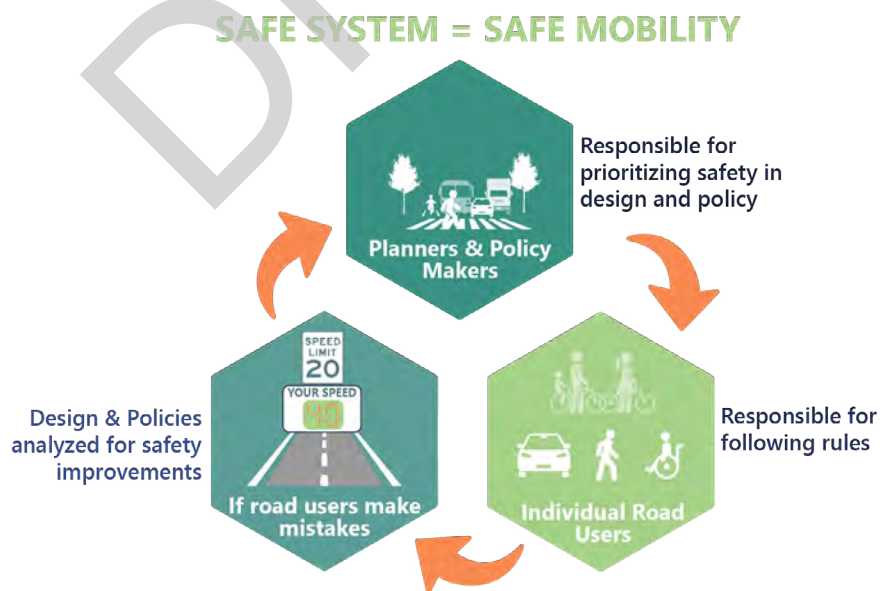 SAFE SYSTEM = SAFE MOBILITY
Responsible for
prioritizing safety in
design and policy
Planners & Policy
Makers
SPEED
LIMIT
20
YOUR SPEED
40
Design & Policies
analyzed for safety
improvements
If road users make
mistakes
Responsible for
following rules
Individual Road
Users